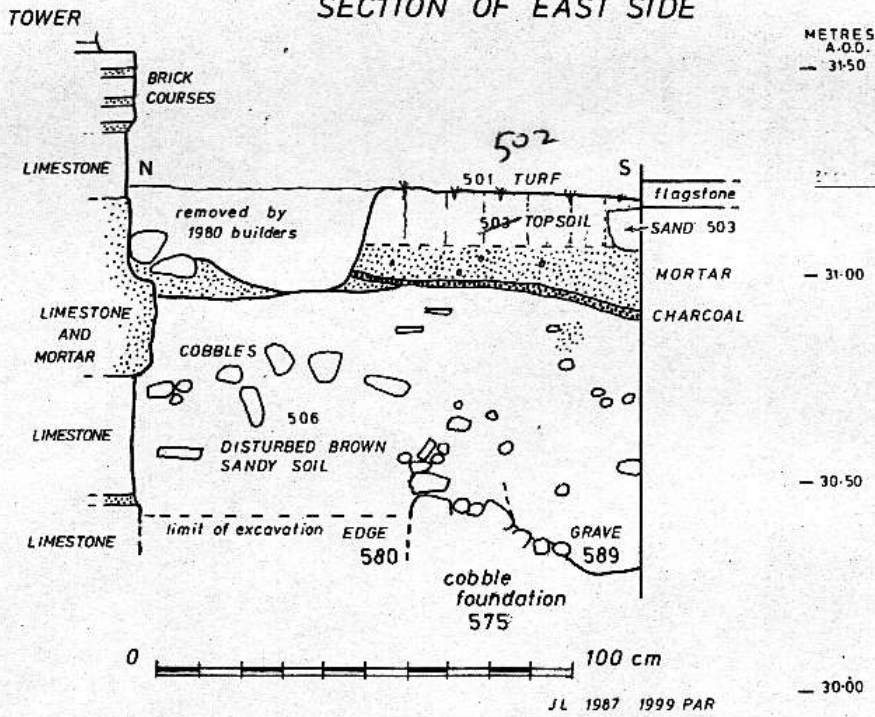 SECTION OF EAST SIDE
TOWER
METRES
A.O.D.
31·50
BRICK
COURSES
502
LIMESTONE
N
S
501 TURF
flagstone
removed by
1980 builders
503 TOPSOIL
SAND 503
MORTAR
31·00
CHARCOAL
LIMESTONE
AND
MORTAR
COBBLES
506
LIMESTONE
DISTURBED BROWN
SANDY SOIL
30·50
limit of excavation
EDGE
580
GRAVE
589
LIMESTONE
cobble
foundation
575
0
100 cm
30·00
JL 1987 1999 PAR